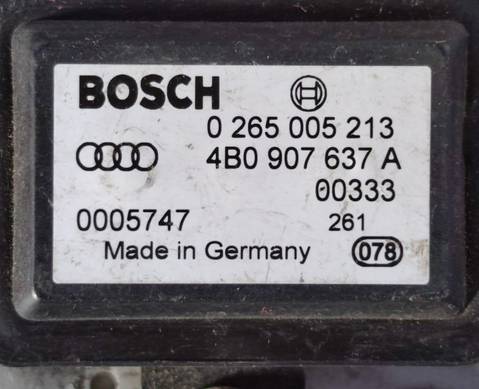 BOSCH
0 265 005 213
4B0 907 637 A
00333
0005747 261
Made in Germany 078